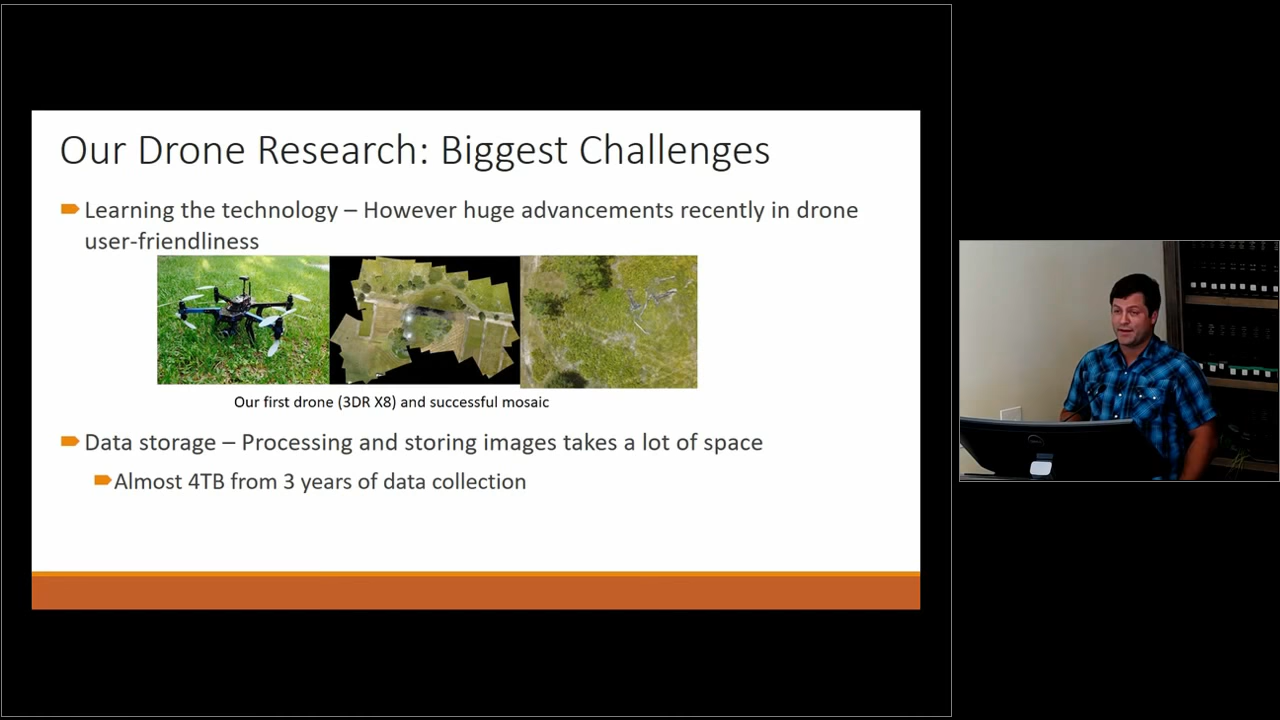 Our Drone Research: Biggest Challenges
Learning the technology – However huge advancements recently in drone
user-friendliness
Our first drone (3DR X8) and successful mosaic
Data storage – Processing and storing images takes a lot of space
Almost 4TB from 3 years of data collection